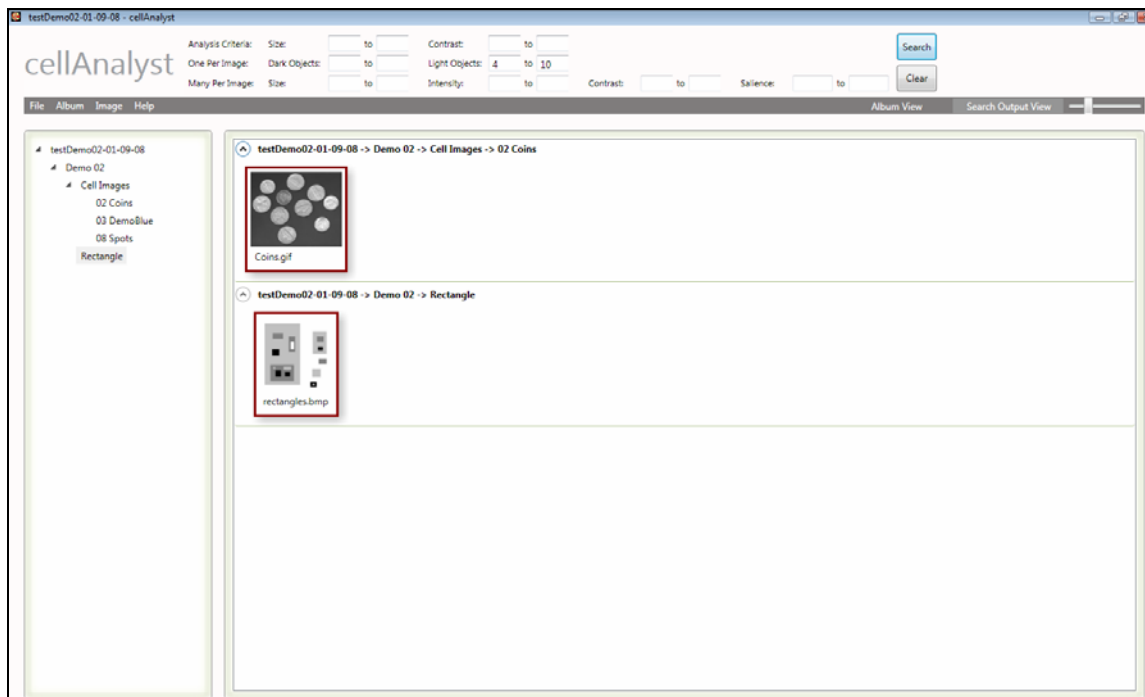 testDemo02-01-09-08 - cellAnalyst
cellAnalyst
Analysis Criteria: Size: to Contrast: to
One Per Image: Dark Objects: to Light Objects: 4 to 10
Many Per Image: Size: to Intensity: to Contrast: to Salience: to
Search
Clear
File Album Image Help Album View Search Output View
testDemo02-01-09-08
Demo 02
Cell Images
02 Coins
03 DemoBlue
08 Spots
Rectangle
testDemo02-01-09-08 -> Demo 02 -> Cell Images -> 02 Coins
Coins.gif
testDemo02-01-09-08 -> Demo 02 -> Rectangle
rectangles.bmp